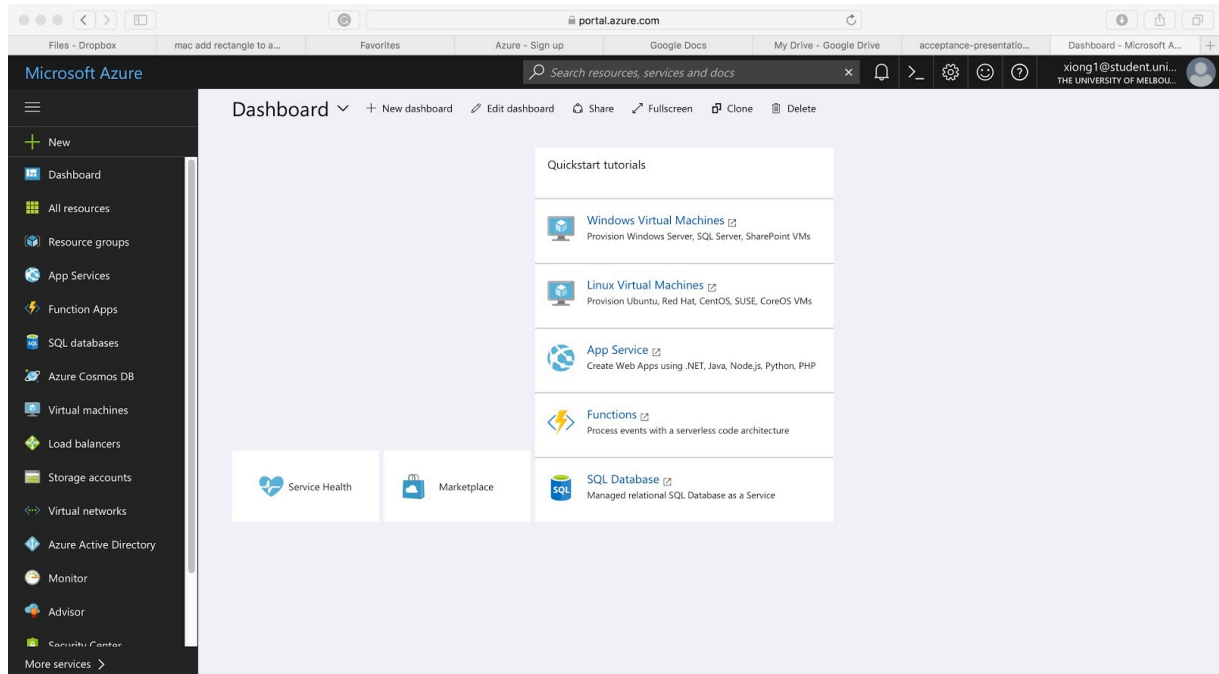 portal.azure.com
Files - Dropbox
mac add rectangle to a...
Favorites
Azure - Sign up
Google Docs
My Drive - Google Drive
acceptance-presentatio...
Dashboard - Microsoft A...
Microsoft Azure
Search resources, services and docs
xiong1@student.uni...
THE UNIVERSITY OF MELBOU...
New
Dashboard
All resources
Resource groups
App Services
Function Apps
SQL databases
Azure Cosmos DB
Virtual machines
Load balancers
Storage accounts
Virtual networks
Azure Active Directory
Monitor
Advisor
Security Center
More services
Dashboard
New dashboard
Edit dashboard
Share
Fullscreen
Clone
Delete
Quickstart tutorials
Windows Virtual Machines
Provision Windows Server, SQL Server, SharePoint VMs
Linux Virtual Machines
Provision Ubuntu, Red Hat, CentOS, SUSE, CoreOS VMs
App Service
Create Web Apps using .NET, Java, Node.js, Python, PHP
Functions
Process events with a serverless code architecture
Service Health
Marketplace
SQL
SQL Database
Managed relational SQL Database as a Service